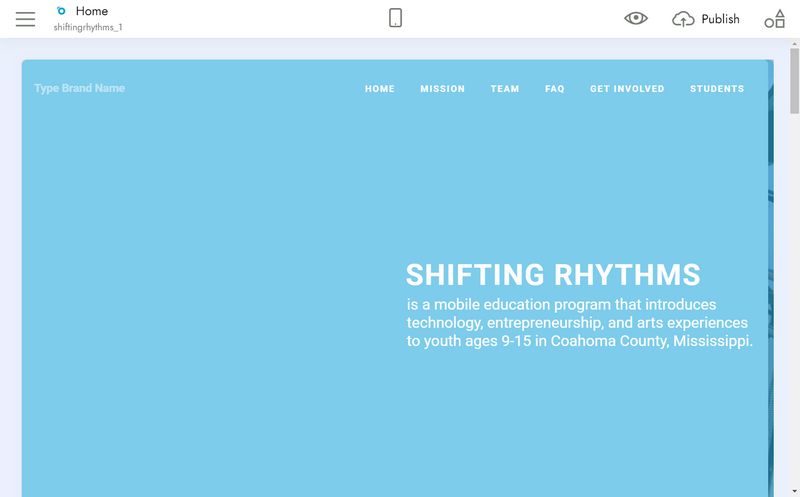 Home
shiftingrhythms_1
Publish
Type Brand Name
HOME MISSION TEAM FAQ GET INVOLVED STUDENTS
SHIFTING RHYTHMS
is a mobile education program that introduces
technology, entrepreneurship, and arts experiences
to youth ages 9-15 in Coahoma County, Mississippi.